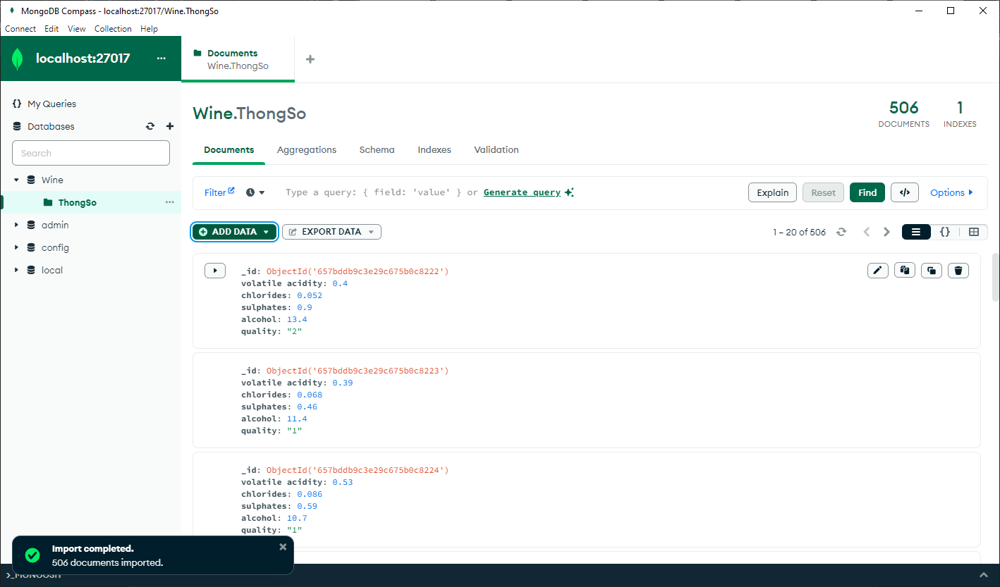 MongoDB Compass - localhost:27017/Wine.ThongSo
Connect Edit View Collection Help
localhost:27017
Documents
Wine.ThongSo
My Queries
Databases
Search
Wine
ThongSo
admin
config
local
Wine.ThongSo
506
DOCUMENTS
1
INDEXES
Documents Aggregations Schema Indexes Validation
Filter Type a query: { field: 'value' } or Generate query Explain Reset Find </> Options
ADD DATA EXPORT DATA 1 – 20 of 506 {}
_id: ObjectId('657bddb9c3e29c675b0c8222')
volatile acidity: 0.4
chlorides: 0.052
sulphates: 0.9
alcohol: 13.4
quality: "2"
_id: ObjectId('657bddb9c3e29c675b0c8223')
volatile acidity: 0.39
chlorides: 0.068
sulphates: 0.46
alcohol: 11.4
quality: "1"
_id: ObjectId('657bddb9c3e29c675b0c8224')
volatile acidity: 0.53
chlorides: 0.086
sulphates: 0.59
alcohol: 10.7
quality: "1"
Import completed.
506 documents imported.
>_MONGOSH